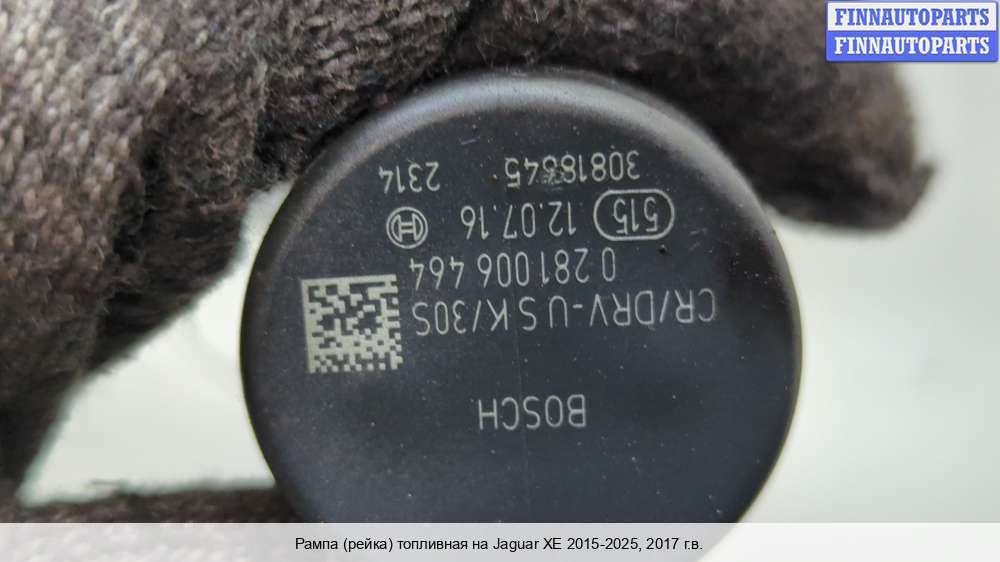 FINNAUTOPARTS
FINNAUTOPARTS
BOSCH
CR/DRV-U S K/30S
0 281 006 464
515 12.07.16
30818845 2314
Рампа (рейка) топливная на Jaguar XE 2015-2025, 2017 г.в.